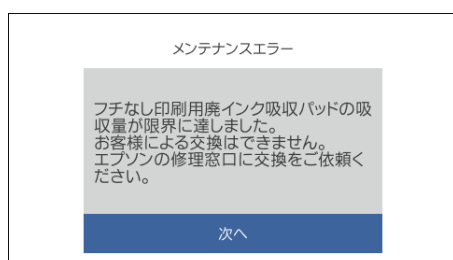 メンテナンスエラー
フチなし印刷用廃インク吸収パッドの吸
収量が限界に達しました。
お客様による交換はできません。
エプソンの修理窓口に交換をご依頼く
ださい。
次へ